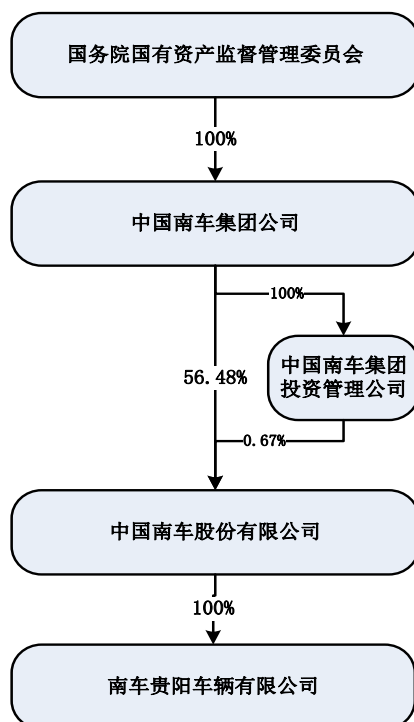 国务院国有资产监督管理委员会
100%
中国南车集团公司
100%
中国南车集团
投资管理公司
56.48%
0.67%
中国南车股份有限公司
100%
南车贵阳车辆有限公司